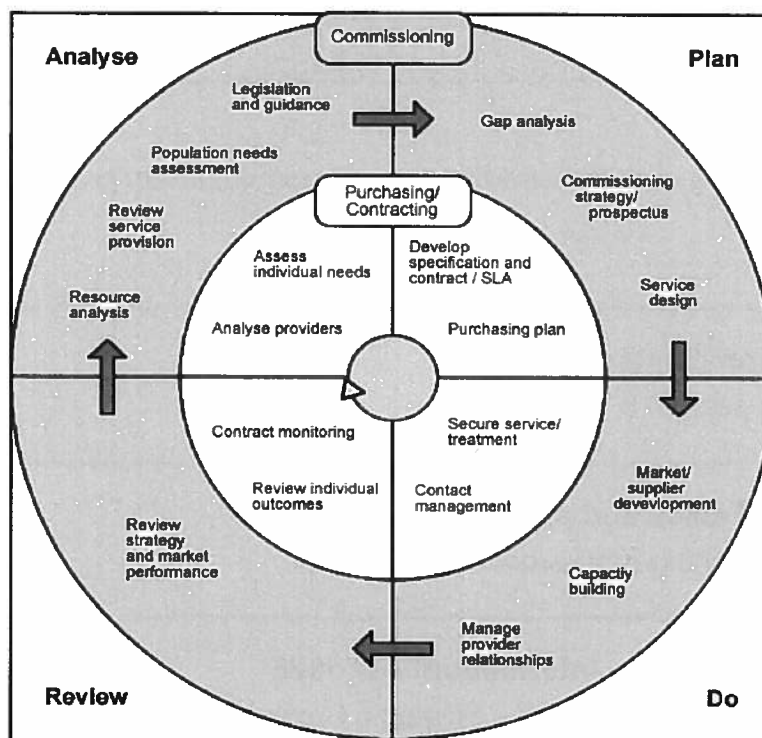 Analyse
Commissioning
Plan
Legislation
and guidance
Gap analysis
Population needs
assessment
Commissioning
strategy/
prospectus
Purchasing/
Contracting
Review
service
provision
Assess
individual needs
Develop
specification and
contract / SLA
Resource
analysis
Service
design
Analyse providers
Purchasing plan
Contract monitoring
Secure service/
treatment
Review individual
outcomes
Contact
management
Market/
supplier
deveylopment
Review
strategy
and market
performance
Capactiy
building
Manage
provider
relationships
Review
Do